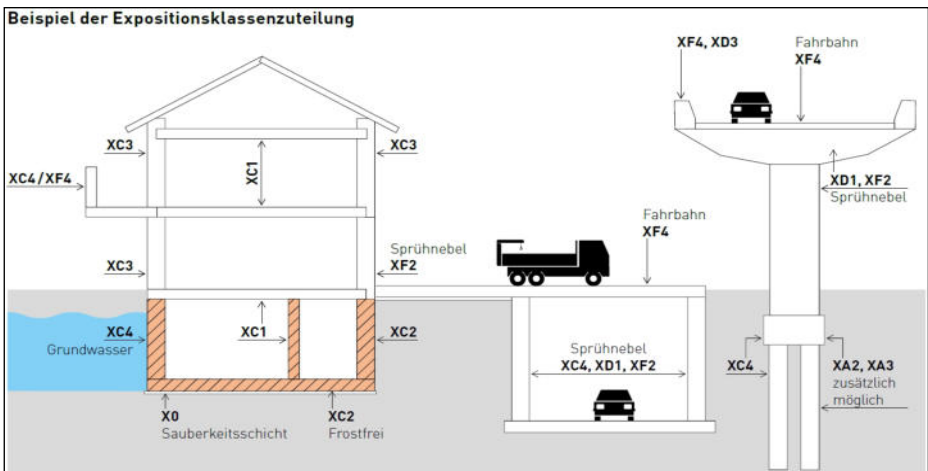 Beispiel der Expositionsklassenzuteilung
XF4, XD3
Fahrbahn
XF4
XC3
XC1
XC3
XC4/XF4
XD1, XF2
Sprühnebel
Fahrbahn
XF4
XC3
Sprühnebel
XF2
XC4
Grundwasser
XC1
XC2
Sprühnebel
XC4, XD1, XF2
XC4
XA2, XA3
zusätzlich
möglich
X0
Sauberkeitsschicht
XC2
Frostfrei